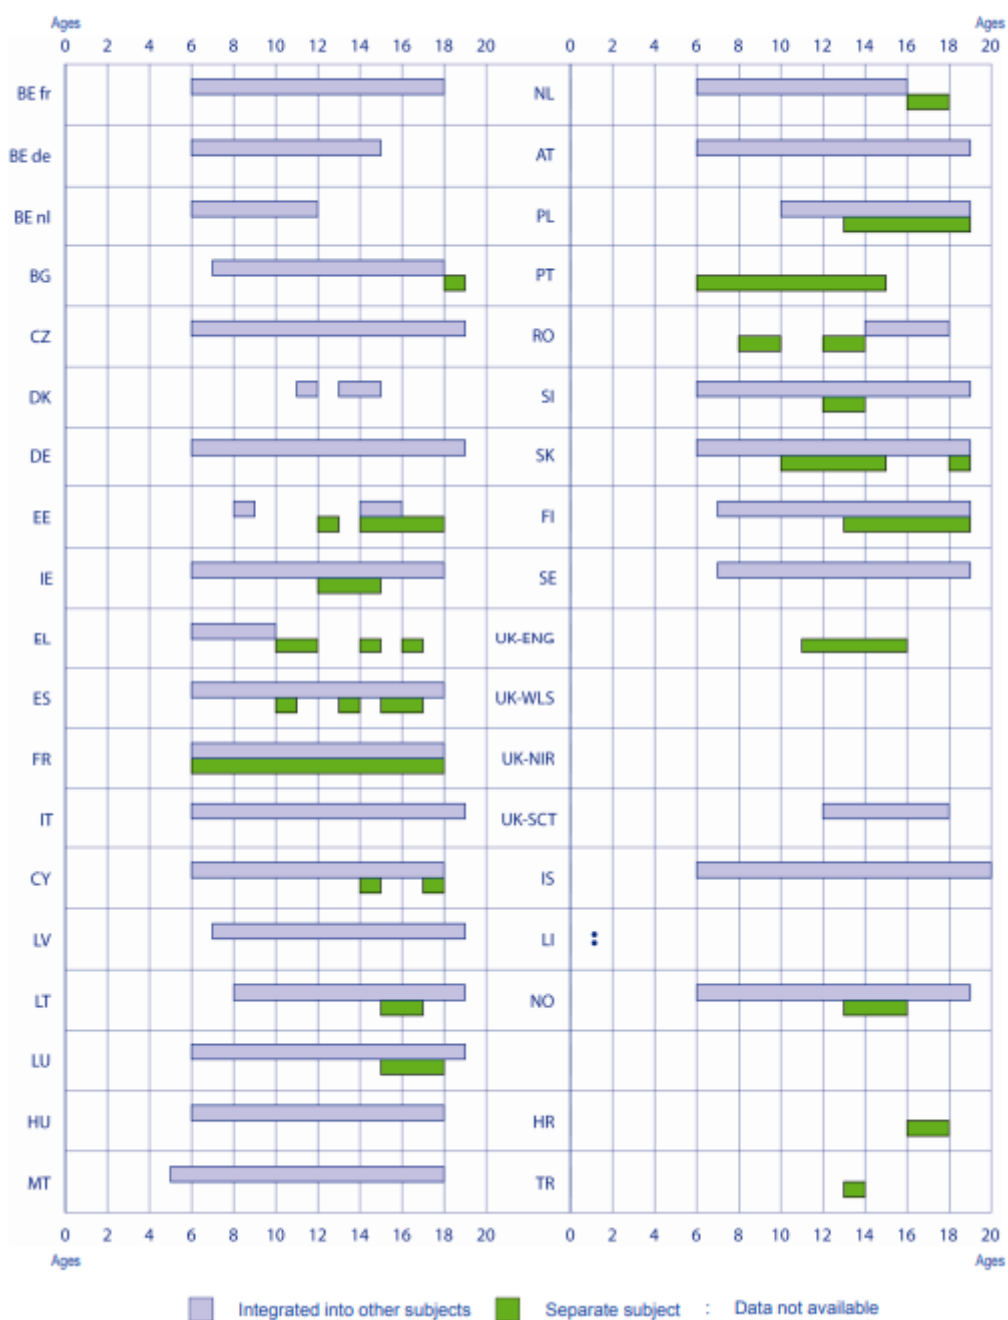 Ages Ages
0 2 4 6 8 10 12 14 16 18 20 0 2 4 6 8 10 12 14 16 18 20
BE fr NL
BE de AT
BE nl PL
BG PT
CZ RO
DK SI
DE SK
EE FI
IE SE
EL UK-ENG
ES UK-WLS
FR UK-NIR
IT UK-SCT
CY IS
LV LI :
LT NO
LU
HU HR
MT TR
0 2 4 6 8 10 12 14 16 18 20 0 2 4 6 8 10 12 14 16 18 20
Ages Ages
Integrated into other subjects Separate subject : Data not available